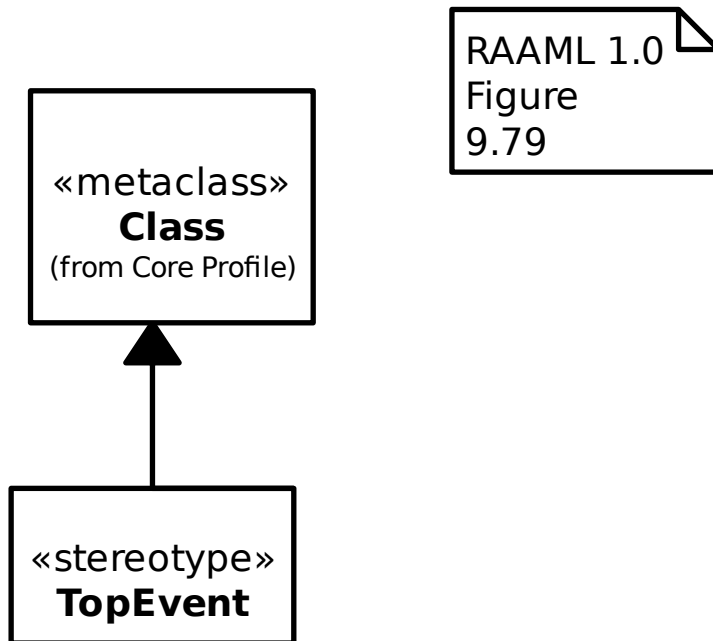 RAAML 1.0
Figure
9.79
«metaclass»
Class
(from Core Profile)
«stereotype»
TopEvent